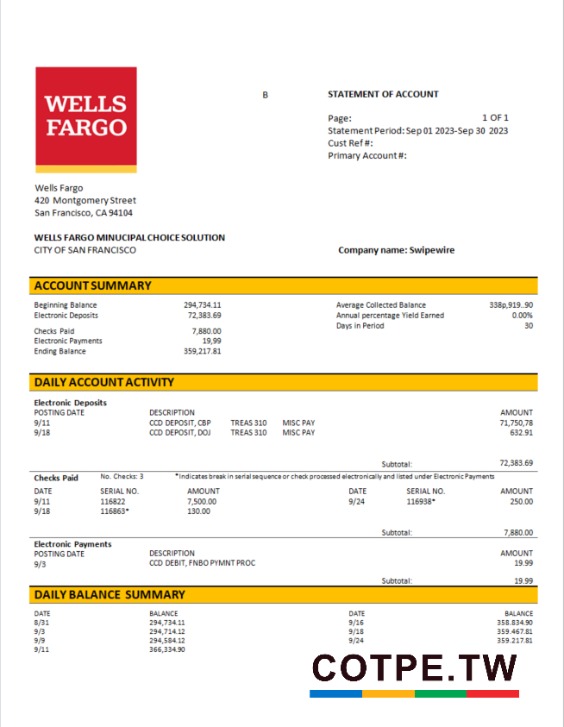 WELLS
FARGO
B
STATEMENT OF ACCOUNT
Page: 1 OF 1
Statement Period: Sep 01 2023-Sep 30 2023
Cust Ref #:
Primary Account #:
Wells Fargo
420 Montgomery Street
San Francisco, CA 94104
WELLS FARGO MINUCIPAL CHOICE SOLUTION
CITY OF SAN FRANCISCO
Company name: Swipewire
ACCOUNT SUMMARY
Beginning Balance 294,734.11 Average Collected Balance 338p,919..90
Electronic Deposits 72,383.69 Annual percentage Yield Earned 0.00%
Days in Period 30
Checks Paid 7,880.00
Electronic Payments 19,99
Ending Balance 359,217.81
DAILY ACCOUNT ACTIVITY
Electronic Deposits
POSTING DATE DESCRIPTION AMOUNT
9/11 CCD DEPOSIT, CBP TREAS 310 MISC PAY 71,750,78
9/18 CCD DEPOSIT, DOJ TREAS 310 MISC PAY 632.91
Subtotal: 72,383.69
Checks Paid No. Checks: 3 *Indicates break in serial sequence or check processed electronically and listed under Electronic Payments
DATE SERIAL NO. AMOUNT DATE SERIAL NO. AMOUNT
9/11 116822 7,500.00 9/24 116938* 250.00
9/18 116863* 130.00
Subtotal: 7,880.00
Electronic Payments
POSTING DATE DESCRIPTION AMOUNT
9/3 CCD DEBIT, FNBO PYMNT PROC 19.99
Subtotal: 19.99
DAILY BALANCE SUMMARY
DATE BALANCE DATE BALANCE
8/31 294,734.11 9/16 358.834.90
9/3 294,714.12 9/18 359.467.81
9/9 294,584.12 9/24 359.217.81
9/11 366,334.90
COTPE.TW